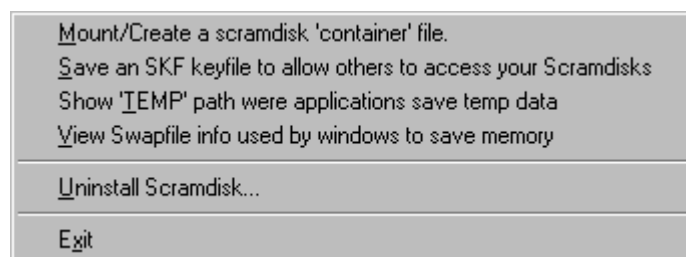 Mount/Create a scramdisk 'container' file.
Save an SKF keyfile to allow others to access your Scramdisks
Show 'TEMP' path were applications save temp data
View Swapfile info used by windows to save memory
Uninstall Scramdisk...
Exit